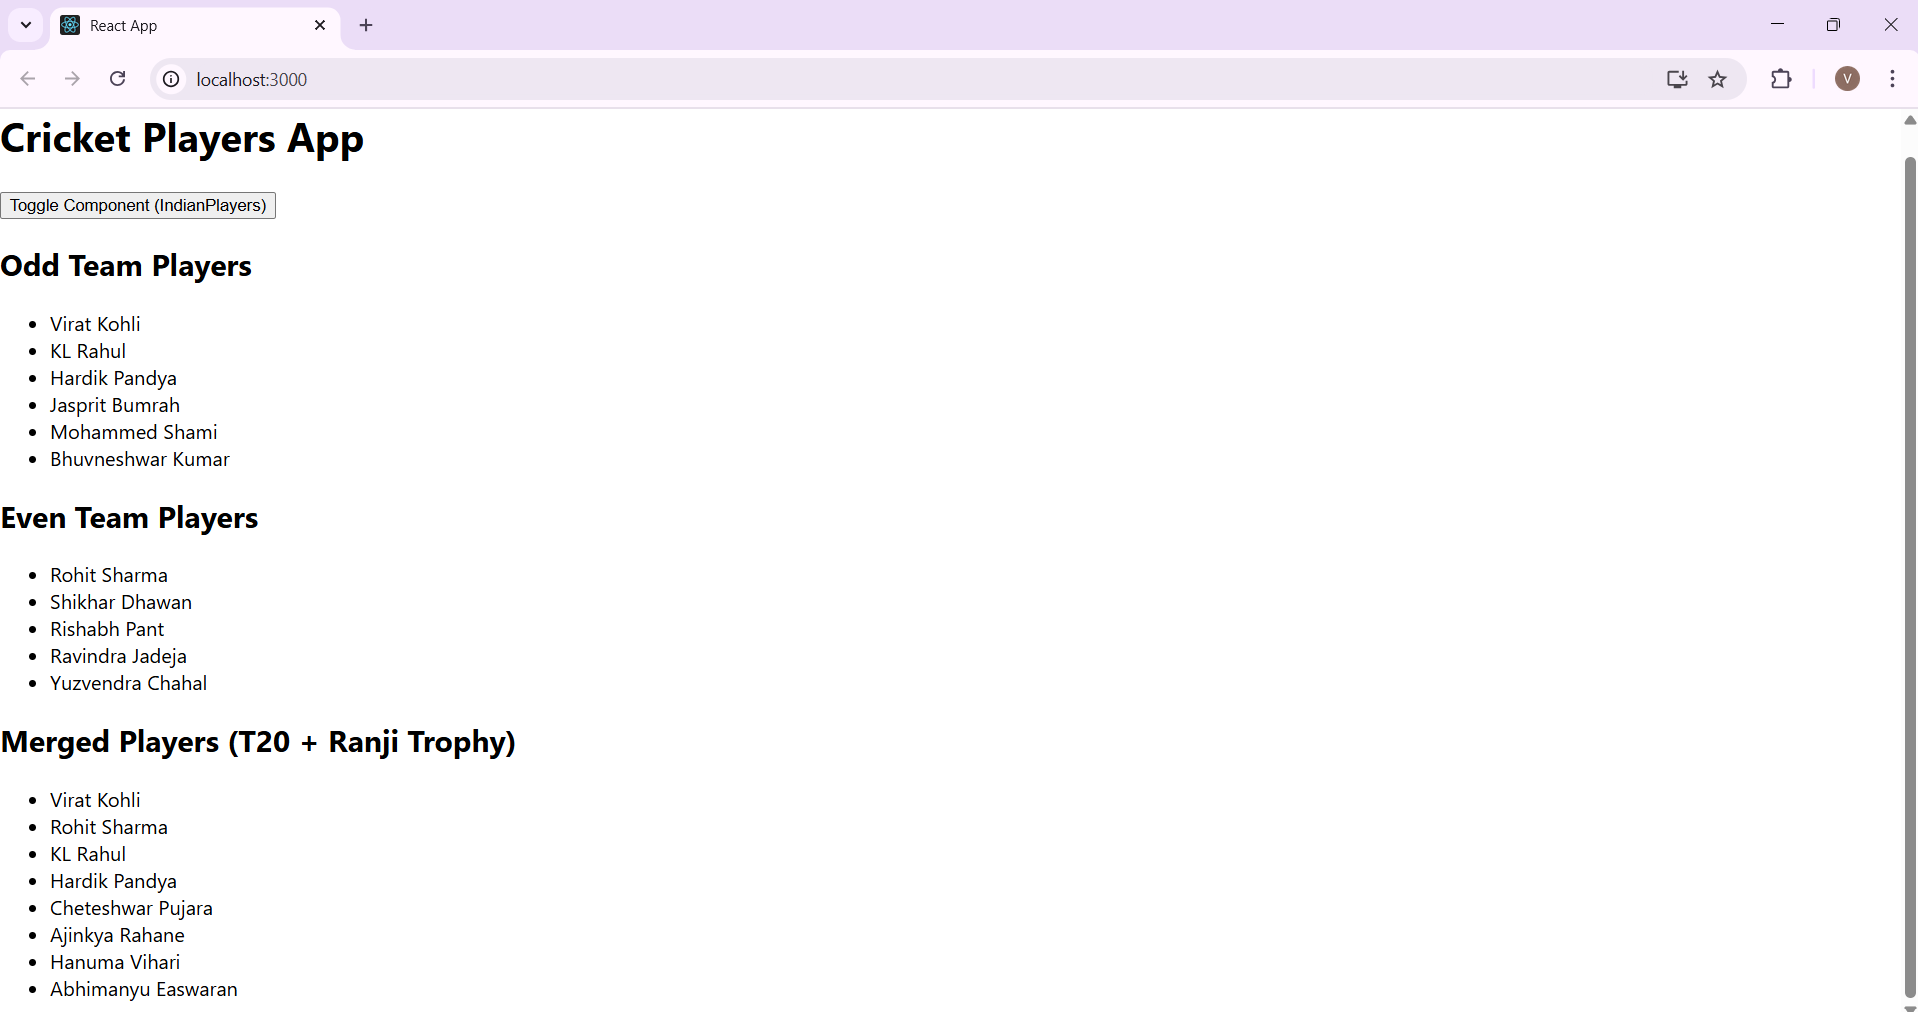 React App
localhost:3000
V
Cricket Players App
Toggle Component (IndianPlayers)
Odd Team Players
Virat Kohli
KL Rahul
Hardik Pandya
Jasprit Bumrah
Mohammed Shami
Bhuvneshwar Kumar
Even Team Players
Rohit Sharma
Shikhar Dhawan
Rishabh Pant
Ravindra Jadeja
Yuzvendra Chahal
Merged Players (T20 + Ranji Trophy)
Virat Kohli
Rohit Sharma
KL Rahul
Hardik Pandya
Cheteshwar Pujara
Ajinkya Rahane
Hanuma Vihari
Abhimanyu Easwaran